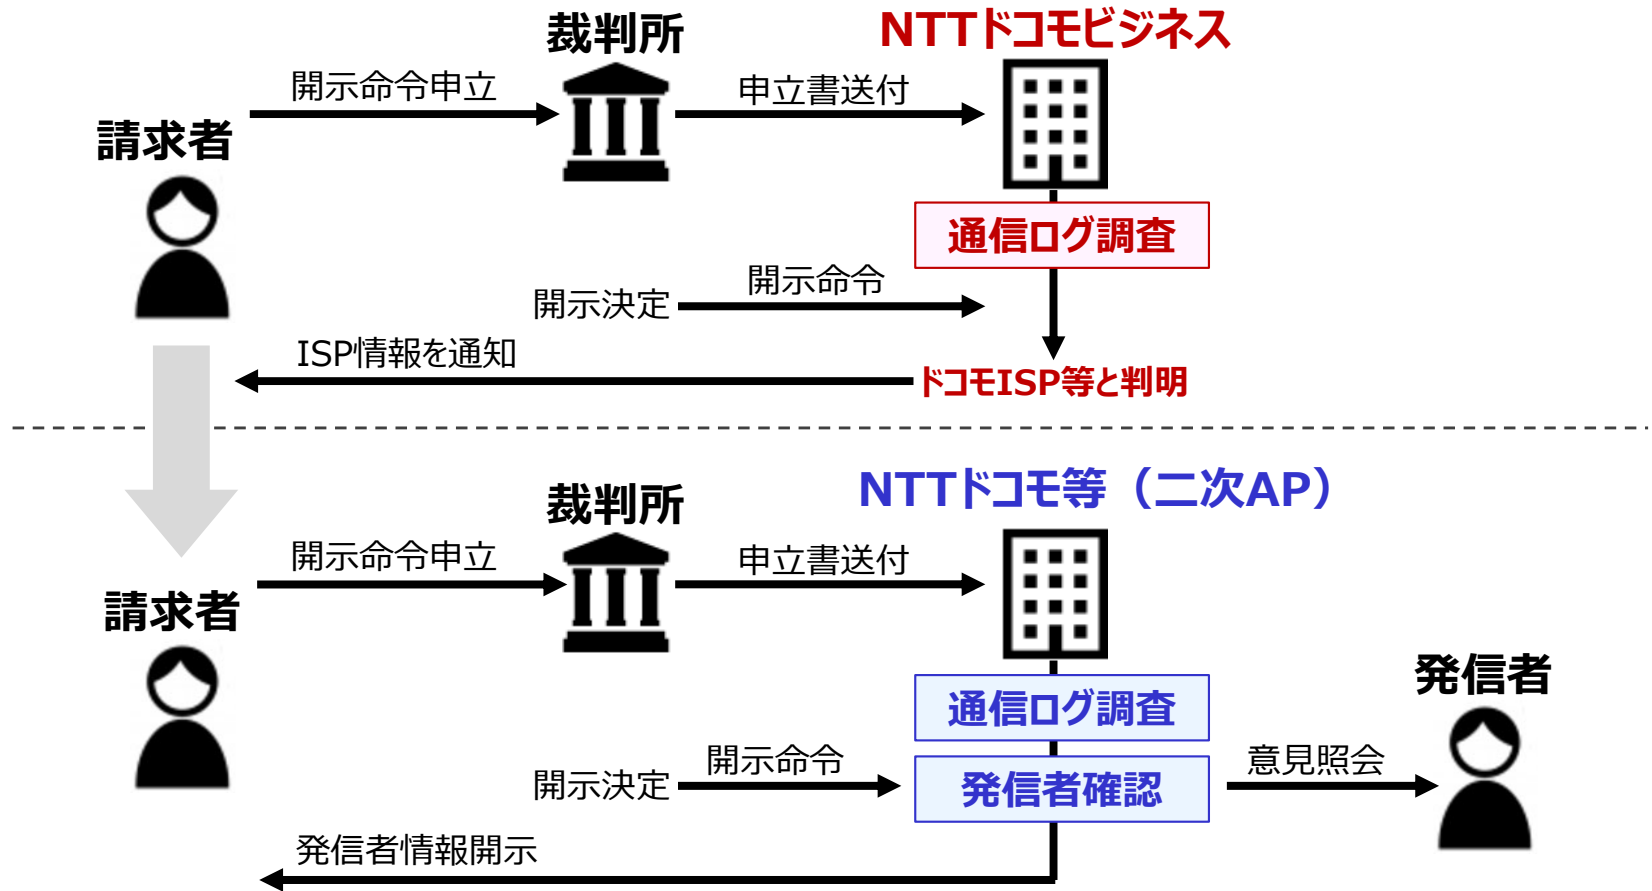 裁判所
NTTドコモビジネス
開示命令申立
申立書送付
請求者
通信ログ調査
開示命令
開示決定
ISP情報を通知
ドコモISP等と判明
裁判所
NTTドコモ等（二次AP）
開示命令申立
申立書送付
請求者
発信者
通信ログ調査
開示命令
意見照会
開示決定
発信者確認
発信者情報開示